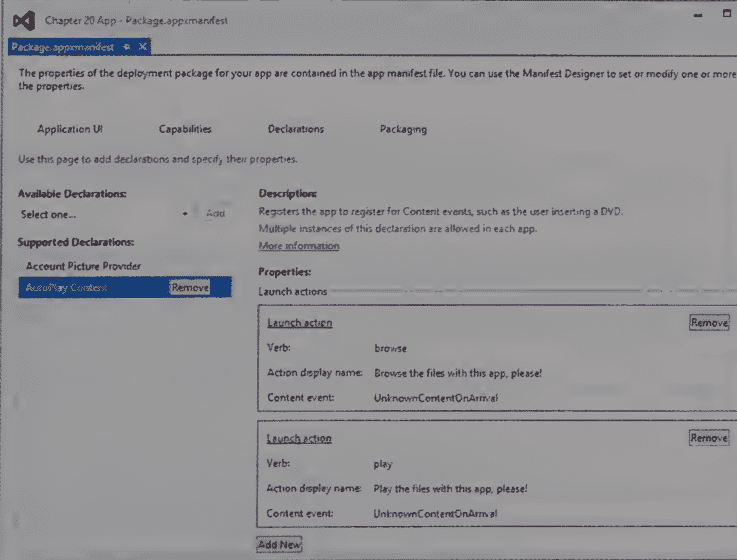 Chapter 20 App - Package.appxmanifest
Package.appxmanifest
The properties of the deployment package for your app are contained in the app manifest file. You can use the Manifest Designer to set or modify one or more
the properties.
Application UI Capabilities Declarations Packaging
Use this page to add declarations and specify their properties.
Available Declarations:
Select one... Add
Supported Declarations:
Account Picture Provider
AutoPlay Content Remove
Description:
Registers the app to register for Content events, such as the user inserting a DVD.
Multiple instances of this declaration are allowed in each app.
More information
Properties:
Launch actions
Launch action Remove
Verb: browse
Action display name: Browse the files with this app, please!
Content event: UnknownContentOnArrival
Launch action Remove
Verb: play
Action display name: Play the files with this app, please!
Content event: UnknownContentOnArrival
Add New